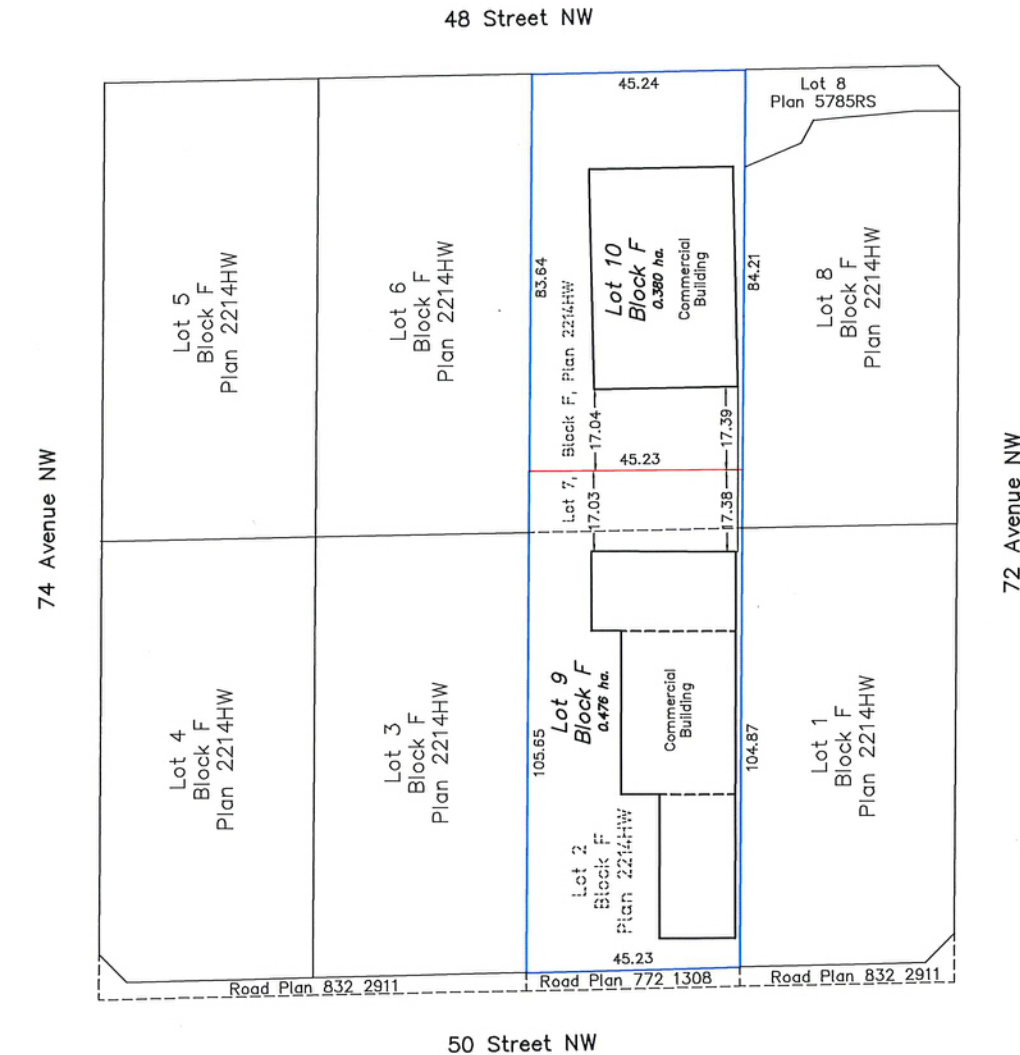 48 Street NW
45.24
Lot 8
Plan 5785RS
Lot 5
Block F
Plan 2214HW
Lot 6
Block F
Plan 2214HW
83.64
Lot 7, Block F, Plan 2214HW
Lot 10
Block F
0.380 ha.
Commercial
Building
84.21
Lot 8
Block F
Plan 2214HW
17.04
17.39
45.23
17.03
17.38
74 Avenue NW
72 Avenue NW
Lot 4
Block F
Plan 2214HW
Lot 3
Block F
Plan 2214HW
105.65
Lot 9
Block F
0.476 ha.
Commercial
Building
104.87
Lot 1
Block F
Plan 2214HW
Lot 2
Block F
Plan 2214HW
45.23
Road Plan 832 2911
Road Plan 772 1308
Road Plan 832 2911
50 Street NW